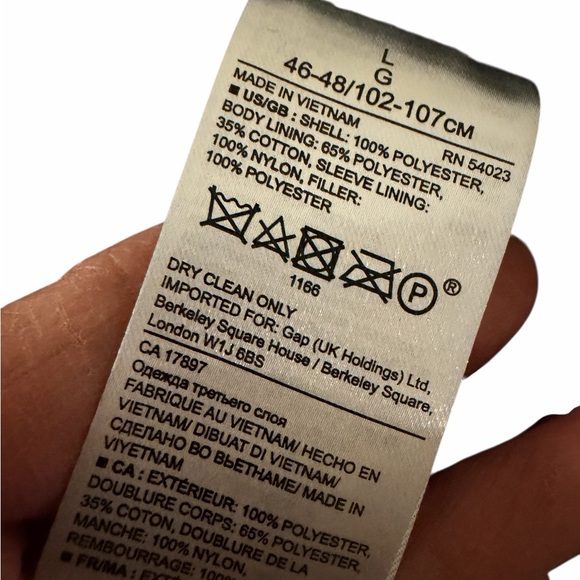 L
G
46-48/102-107CM
MADE IN VIETNAM RN 54023
■ US/GB : SHELL: 100% POLYESTER,
BODY LINING: 65% POLYESTER,
35% COTTON, SLEEVE LINING:
100% NYLON, FILLER:
100% POLYESTER
P ®
1166
DRY CLEAN ONLY
IMPORTED FOR: Gap (UK Holdings) Ltd,
Berkeley Square House / Berkeley Square,
London W1J 6BS
CA 17897
Одежда третьего слоя
FABRIQUE AU VIETNAM/ HECHO EN
VIETNAM/ DIBUAT DI VIETNAM/
СДЕЛАНО ВО ВЬЕТНАМЕ/ MADE IN
VIYETNAM
■ CA : EXTÉRIEUR: 100% POLYESTER,
DOUBLURE CORPS: 65% POLYESTER,
35% COTON, DOUBLURE DE LA
MANCHE: 100% NYLON,
REMBOURRAGE: 100%
■ FR/MA :